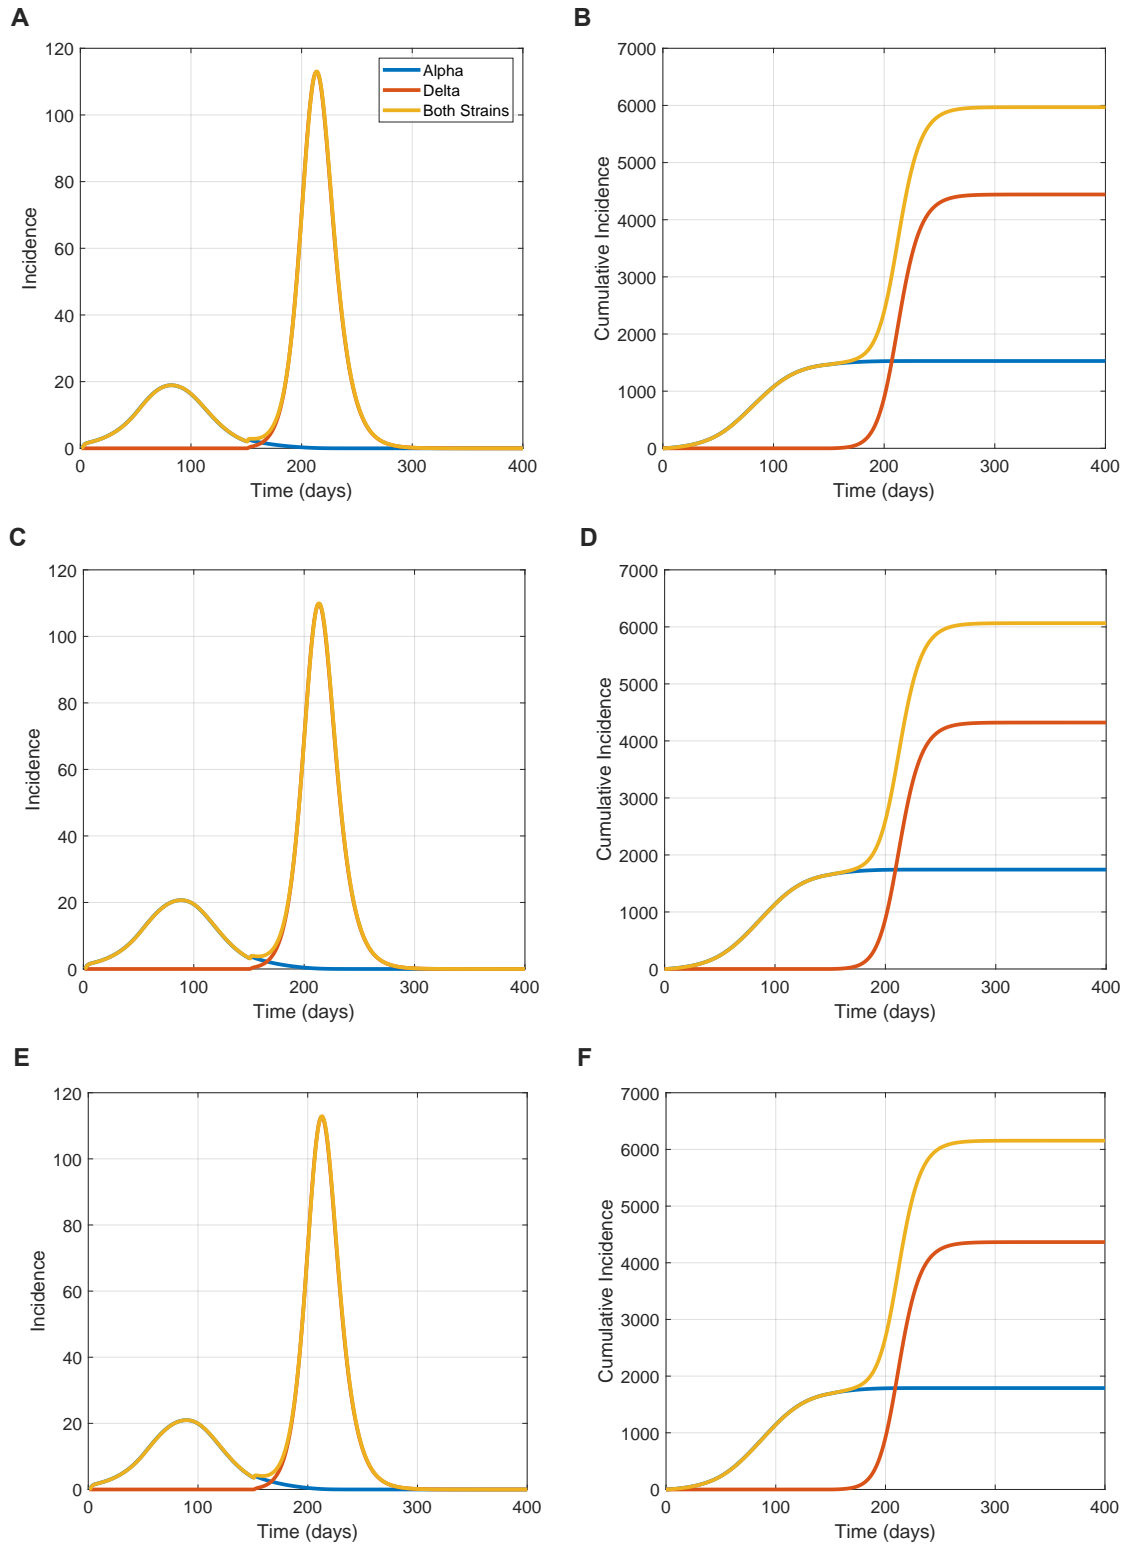 A
120
100
80
60
40
20
0
Incidence
0 100 200 300 400
Time (days)
Alpha
Delta
Both Strains
B
7000
6000
5000
4000
3000
2000
1000
0
Cumulative Incidence
0 100 200 300 400
Time (days)
C
120
100
80
60
40
20
0
Incidence
0 100 200 300 400
Time (days)
D
7000
6000
5000
4000
3000
2000
1000
0
Cumulative Incidence
0 100 200 300 400
Time (days)
E
120
100
80
60
40
20
0
Incidence
0 100 200 300 400
Time (days)
F
7000
6000
5000
4000
3000
2000
1000
0
Cumulative Incidence
0 100 200 300 400
Time (days)